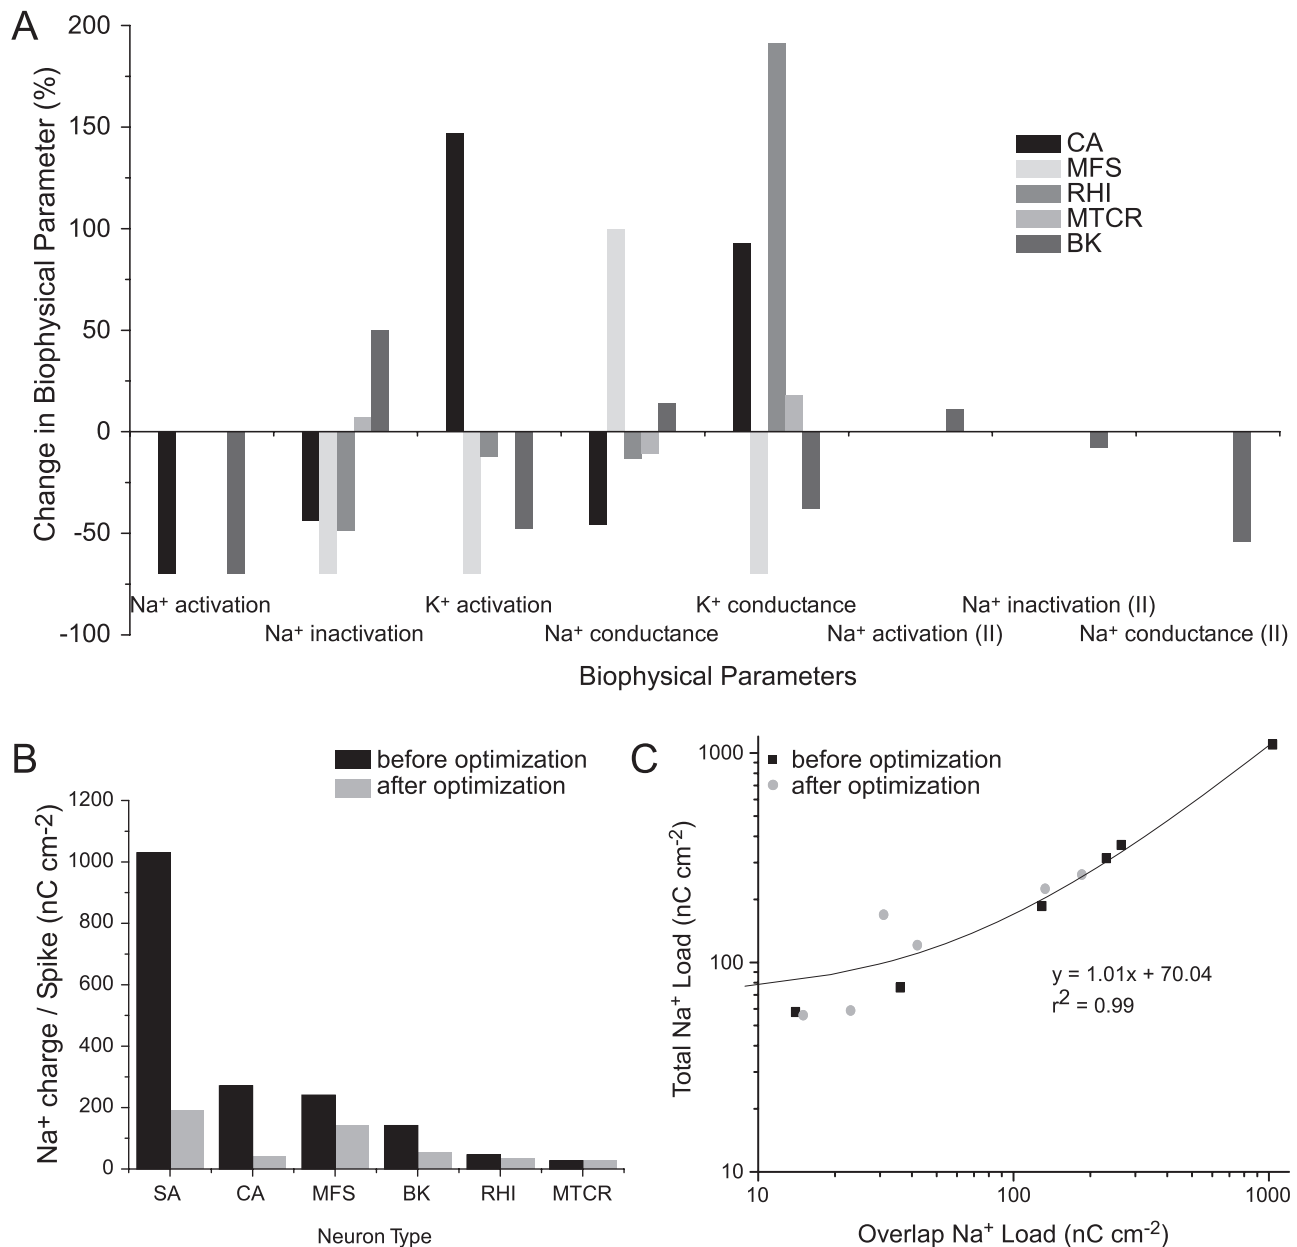 A
200
150
100
50
0
-50
-100
Change in Biophysical Parameter (%)
CA
MFS
RHI
MTCR
BK
Na+ activation
K+ activation
K+ conductance
Na+ inactivation (II)
Na+ inactivation
Na+ conductance
Na+ activation (II)
Na+ conductance (II)
Biophysical Parameters
B
before optimization
after optimization
1200
1000
800
600
400
200
0
Na+ charge / Spike (nC cm-2)
SA CA MFS BK RHI MTCR
Neuron Type
C
before optimization
after optimization
1000
100
10
Total Na+ Load (nC cm-2)
y = 1.01x + 70.04
r2 = 0.99
10 100 1000
Overlap Na+ Load (nC cm-2)